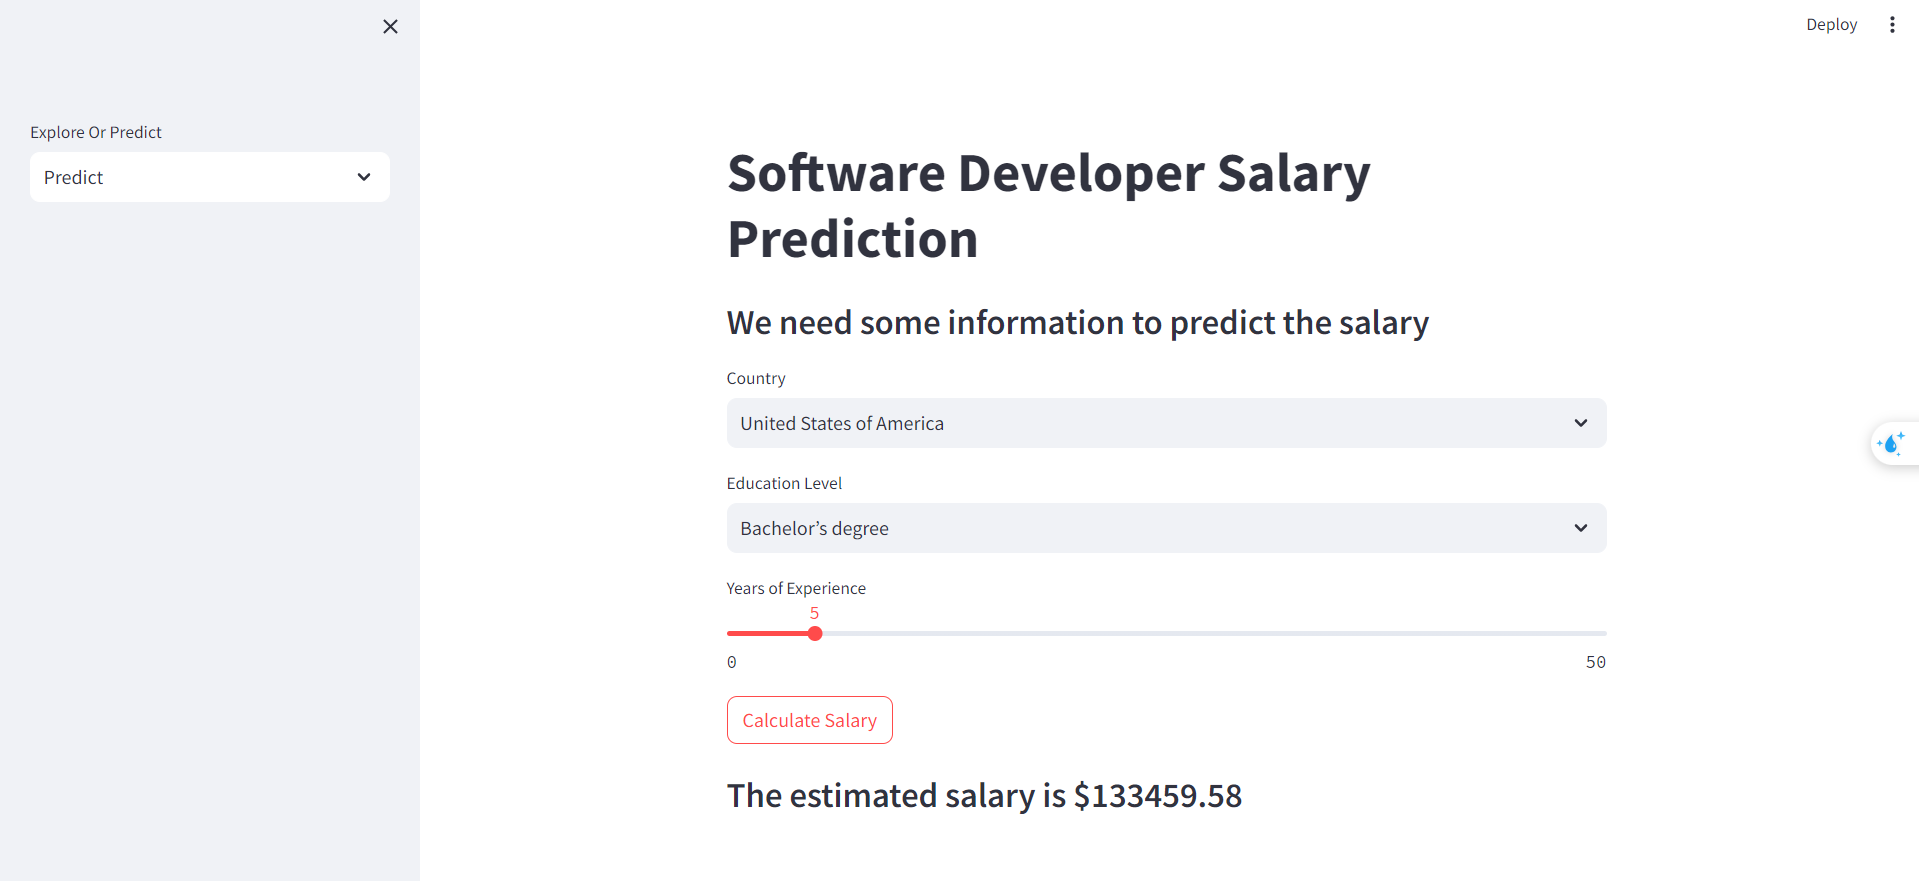 Deploy
Explore Or Predict
Predict
Software Developer Salary
Prediction
We need some information to predict the salary
Country
United States of America
Education Level
Bachelor’s degree
Years of Experience
5
0
50
Calculate Salary
The estimated salary is $133459.58